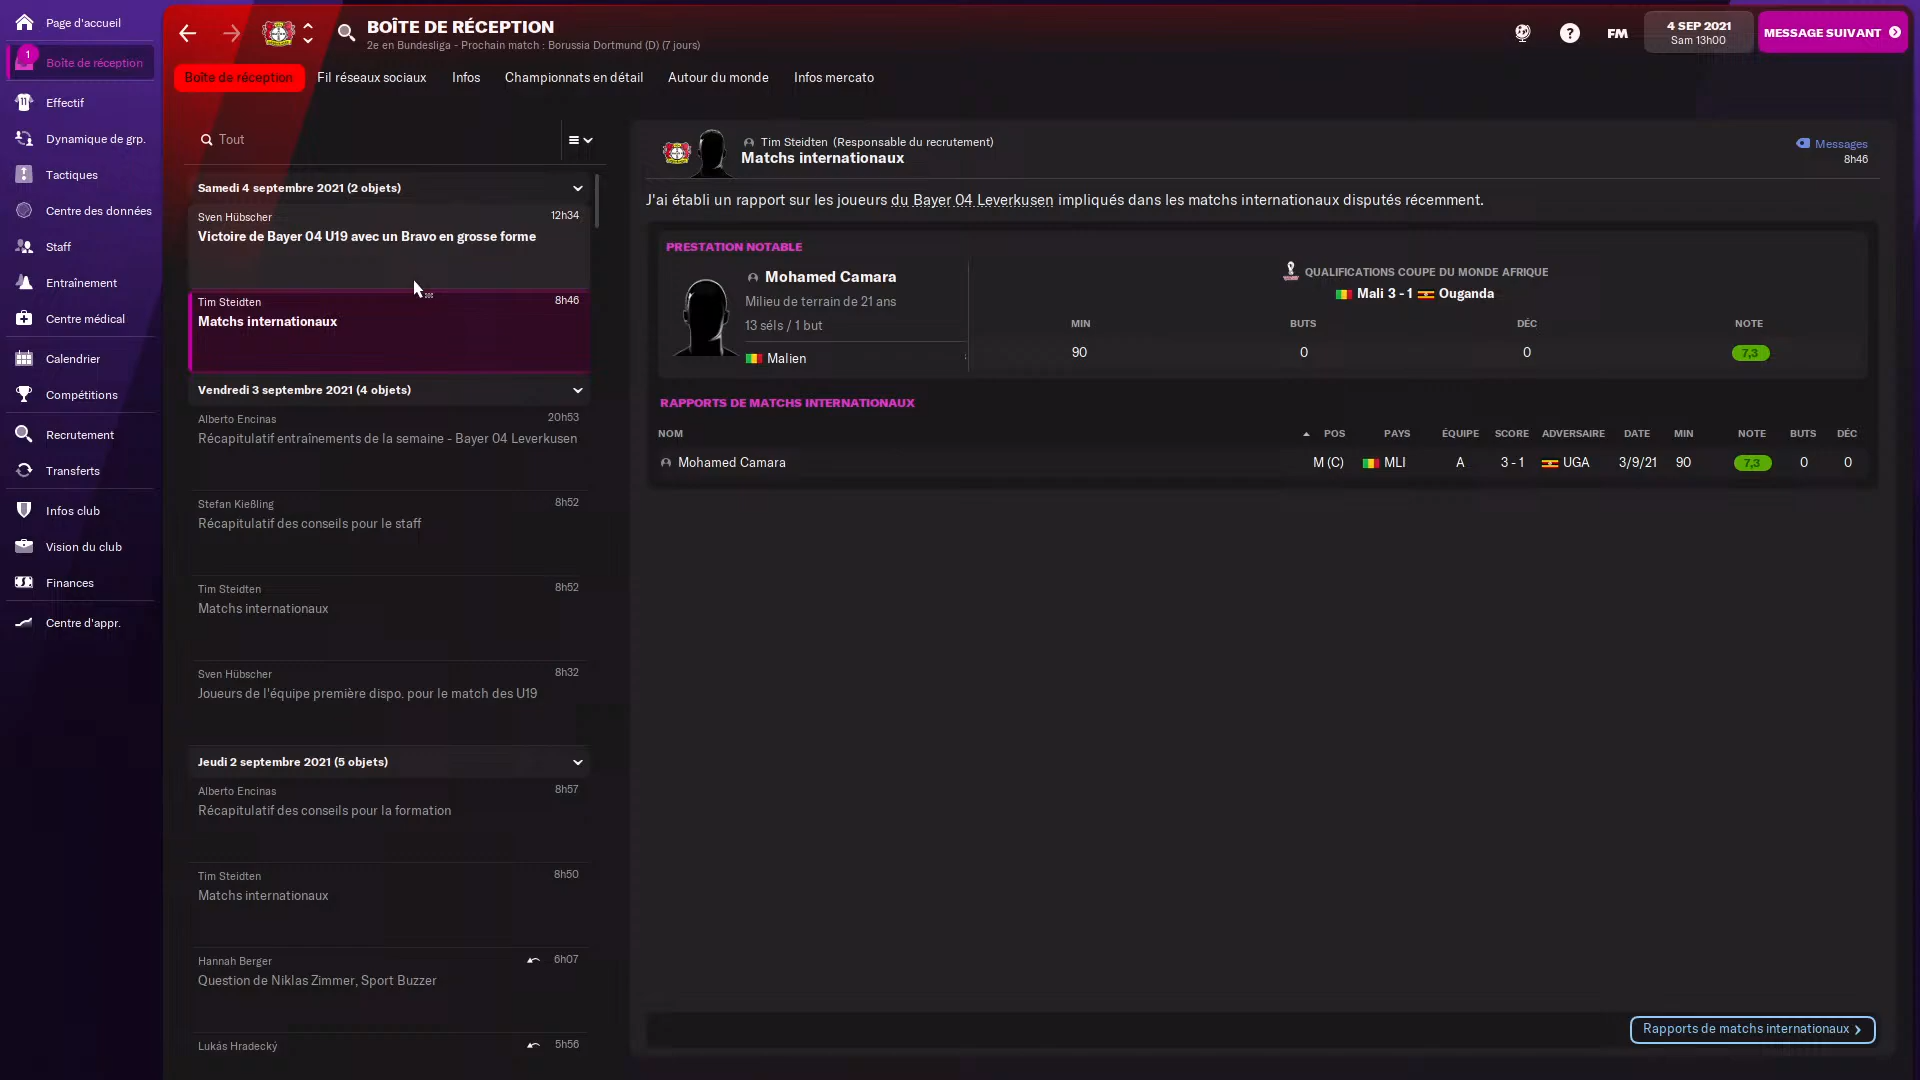 Page d'accueil
1
Boîte de réception
Effectif
Dynamique de grp.
Tactiques
Centre des données
Staff
Entraînement
Centre médical
Calendrier
Compétitions
Recrutement
Transferts
Infos club
Vision du club
Finances
Centre d'appr.
BOÎTE DE RÉCEPTION
2e en Bundesliga - Prochain match : Borussia Dortmund (D) (7 jours)
FM
4 SEP 2021
Sam 13h00
MESSAGE SUIVANT
Boîte de réception
Fil réseaux sociaux
Infos
Championnats en détail
Autour du monde
Infos mercato
Tout
Samedi 4 septembre 2021 (2 objets)
Sven Hübscher 12h34
Victoire de Bayer 04 U19 avec un Bravo en grosse forme
Tim Steidten 8h46
Matchs internationaux
Vendredi 3 septembre 2021 (4 objets)
Alberto Encinas 20h53
Récapitulatif entraînements de la semaine - Bayer 04 Leverkusen
Stefan Kießling 8h52
Récapitulatif des conseils pour le staff
Tim Steidten 8h52
Matchs internationaux
Sven Hübscher 8h32
Joueurs de l'équipe première dispo. pour le match des U19
Jeudi 2 septembre 2021 (5 objets)
Alberto Encinas 8h57
Récapitulatif des conseils pour la formation
Tim Steidten 8h50
Matchs internationaux
Hannah Berger 6h07
Question de Niklas Zimmer, Sport Buzzer
Lukás Hradecký 5h56
Tim Steidten (Responsable du recrutement)
Matchs internationaux
Messages
8h46
J'ai établi un rapport sur les joueurs du Bayer 04 Leverkusen impliqués dans les matchs internationaux disputés récemment.
PRESTATION NOTABLE
Mohamed Camara
Milieu de terrain de 21 ans
13 séls / 1 but
Malien
QUALIFICATIONS COUPE DU MONDE AFRIQUE
Mali 3 - 1 Ouganda
MIN BUTS DÉC NOTE
90 0 0 7,3
RAPPORTS DE MATCHS INTERNATIONAUX
NOM POS PAYS ÉQUIPE SCORE ADVERSAIRE DATE MIN NOTE BUTS DÉC
Mohamed Camara M (C) MLI A 3 - 1 UGA 3/9/21 90 7,3 0 0
Rapports de matchs internationaux